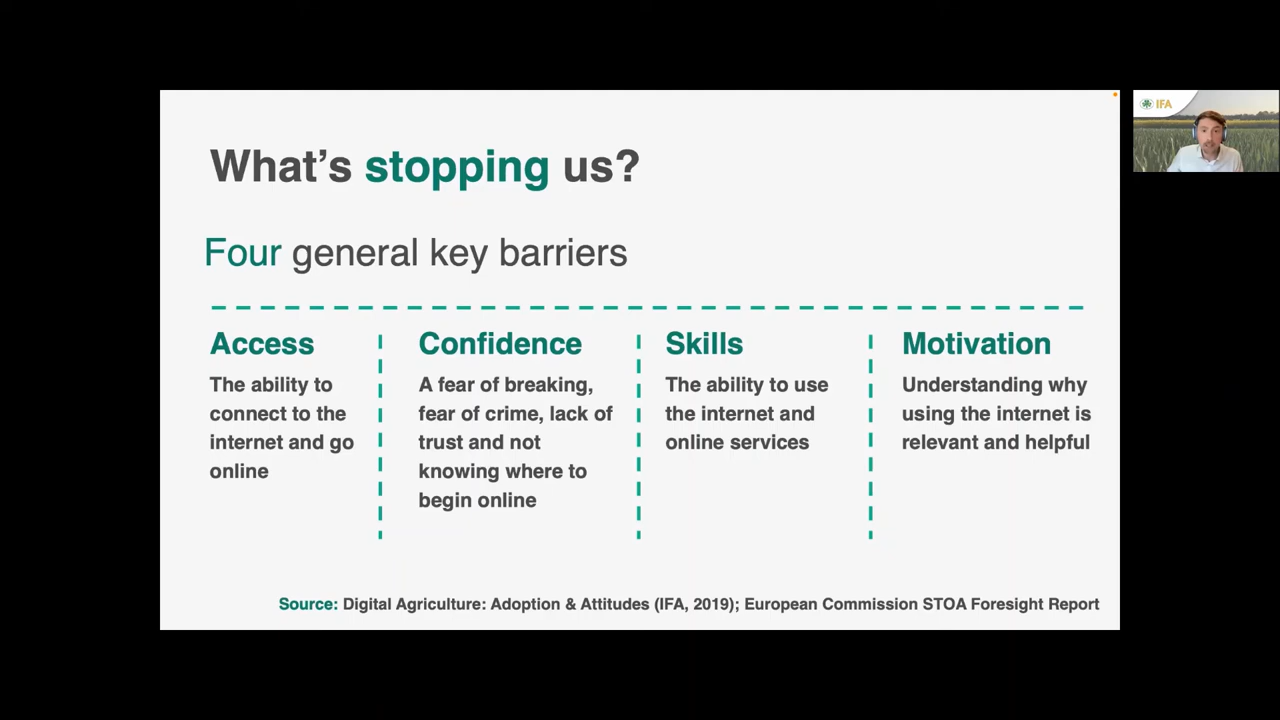 What's stopping us?
Four general key barriers
Access
The ability to
connect to the
internet and go
online
Confidence
A fear of breaking,
fear of crime, lack of
trust and not
knowing where to
begin online
Skills
The ability to use
the internet and
online services
Motivation
Understanding why
using the internet is
relevant and helpful
Source: Digital Agriculture: Adoption & Attitudes (IFA, 2019); European Commission STOA Foresight Report
IFA